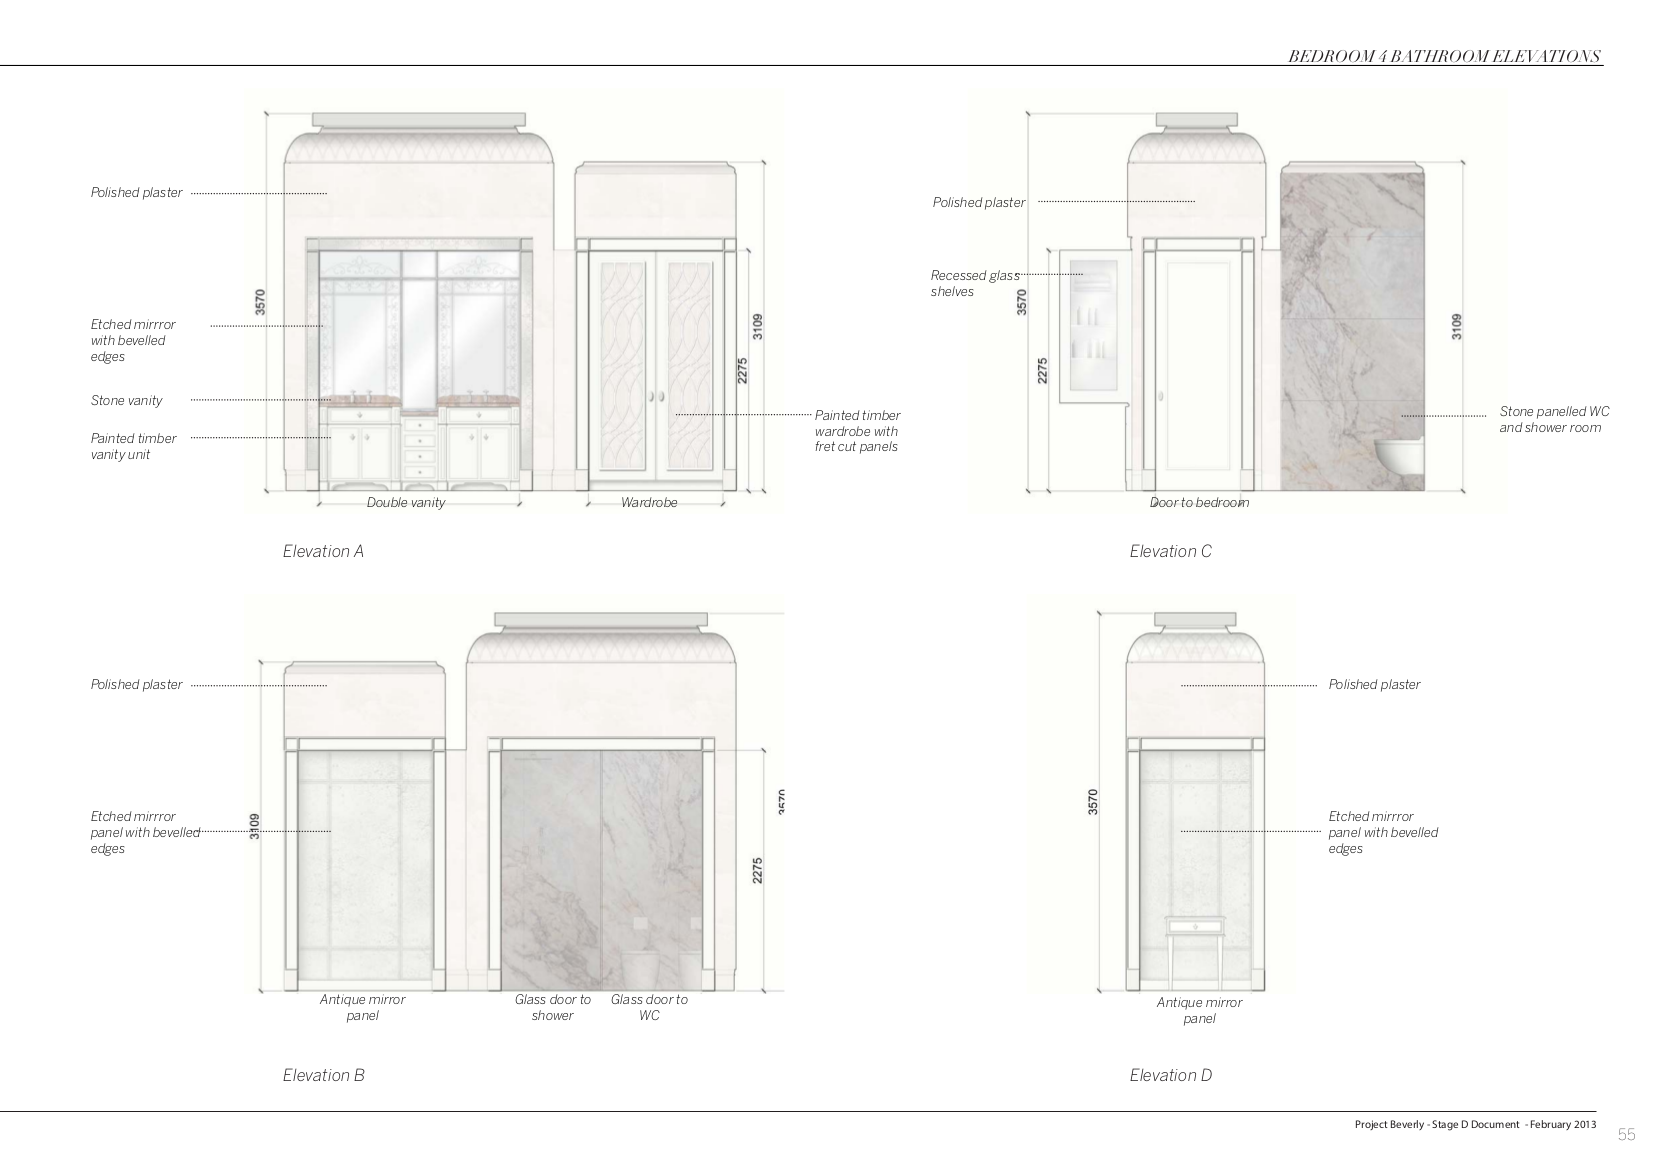 BEDROOM 4 BATHROOM ELEVATIONS
Polished plaster
Etched mirrror
with bevelled
edges
Stone vanity
Painted timber
vanity unit
3570
3109
2275
Painted timber
wardrobe with
fret cut panels
Double vanity
Wardrobe
Elevation A
Polished plaster
Recessed glass
shelves
3570
2275
3109
Stone panelled WC
and shower room
Door to bedroom
Elevation C
Polished plaster
Etched mirrror
panel with bevelled
edges
3109
3570
2275
Antique mirror
panel
Glass door to
shower
Glass door to
WC
Elevation B
3570
Polished plaster
Etched mirrror
panel with bevelled
edges
Antique mirror
panel
Elevation D
Project Beverly - Stage D Document - February 2013
55